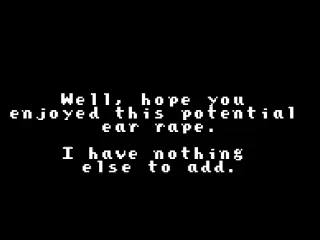 Well, hope you
enjoyed this potential
ear rape.
I have nothing
else to add.